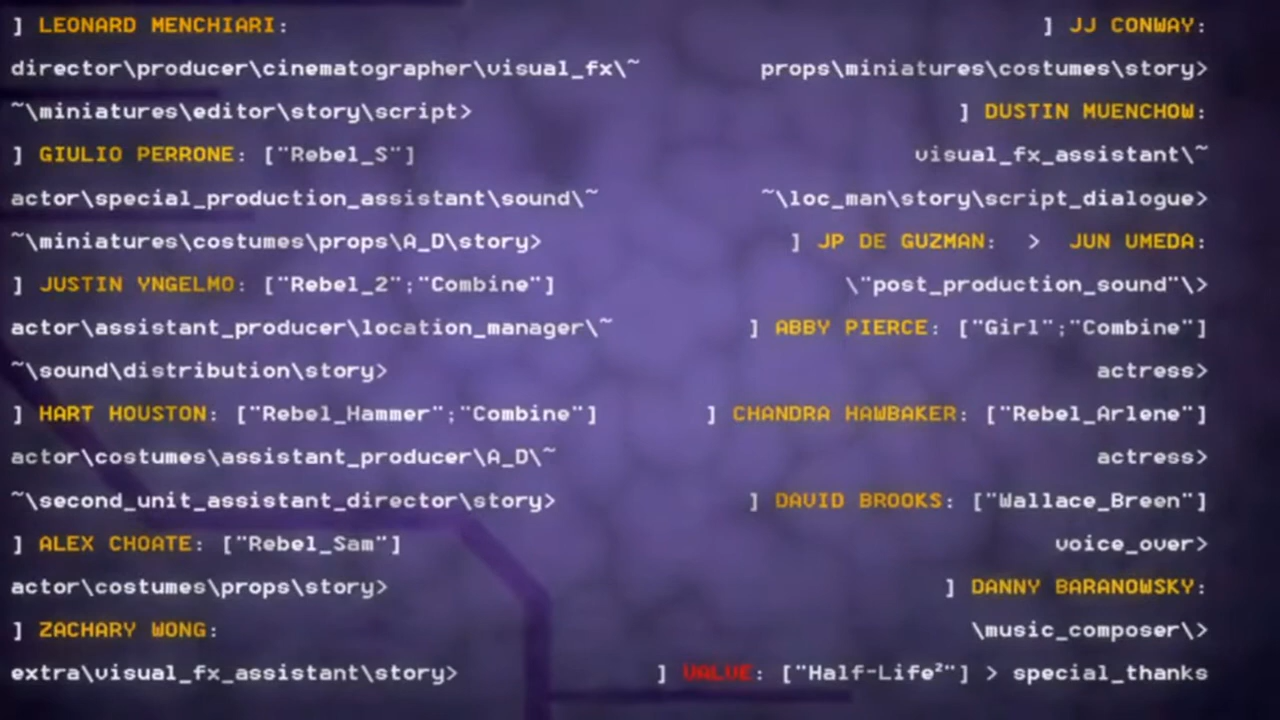 ] LEONARD MENCHIARI:
director\producer\cinematographer\visual_fx\~
~\miniatures\editor\story\script>
] GIULIO PERRONE: ["Rebel_S"]
actor\special_production_assistant\sound\~
~\miniatures\costumes\props\A_D\story>
] JUSTIN YNGELMO: ["Rebel_2";"Combine"]
actor\assistant_producer\location_manager\~
~\sound\distribution\story>
] HART HOUSTON: ["Rebel_Hammer";"Combine"]
actor\costumes\assistant_producer\A_D\~
~\second_unit_assistant_director\story>
] ALEX CHOATE: ["Rebel_Sam"]
actor\costumes\props\story>
] ZACHARY WONG:
extra\visual_fx_assistant\story>
] JJ CONWAY:
props\miniatures\costumes\story>
] DUSTIN MUENCHOW:
visual_fx_assistant\~
~\loc_man\story\script_dialogue>
] JP DE GUZMAN: > JUN UMEDA:
\"post_production_sound"\>
] ABBY PIERCE: ["Girl";"Combine"]
actress>
] CHANDRA HAWBAKER: ["Rebel_Arlene"]
actress>
] DAVID BROOKS: ["Wallace_Breen"]
voice_over>
] DANNY BARANOWSKY:
\music_composer\>
] VALVE: ["Half-Life²"] > special_thanks